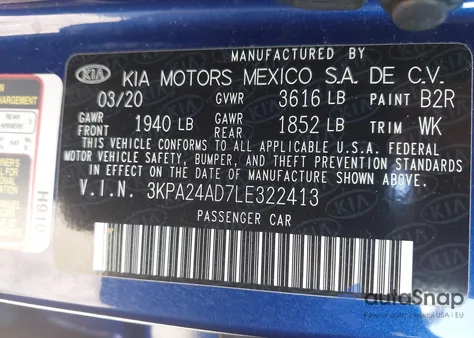 MANUFACTURED BY
KIA KIA MOTORS MEXICO S.A. DE C.V.
03/20 GVWR 3616 LB PAINT B2R
GAWR FRONT 1940 LB GAWR REAR 1852 LB TRIM WK
THIS VEHICLE CONFORMS TO ALL APPLICABLE U.S.A. FEDERAL
MOTOR VEHICLE SAFETY, BUMPER, AND THEFT PREVENTION STANDARDS
IN EFFECT ON THE DATE OF MANUFACTURE SHOWN ABOVE.
V.I.N. 3KPA24AD7LE322413
PASSENGER CAR
H9110
autoSnap